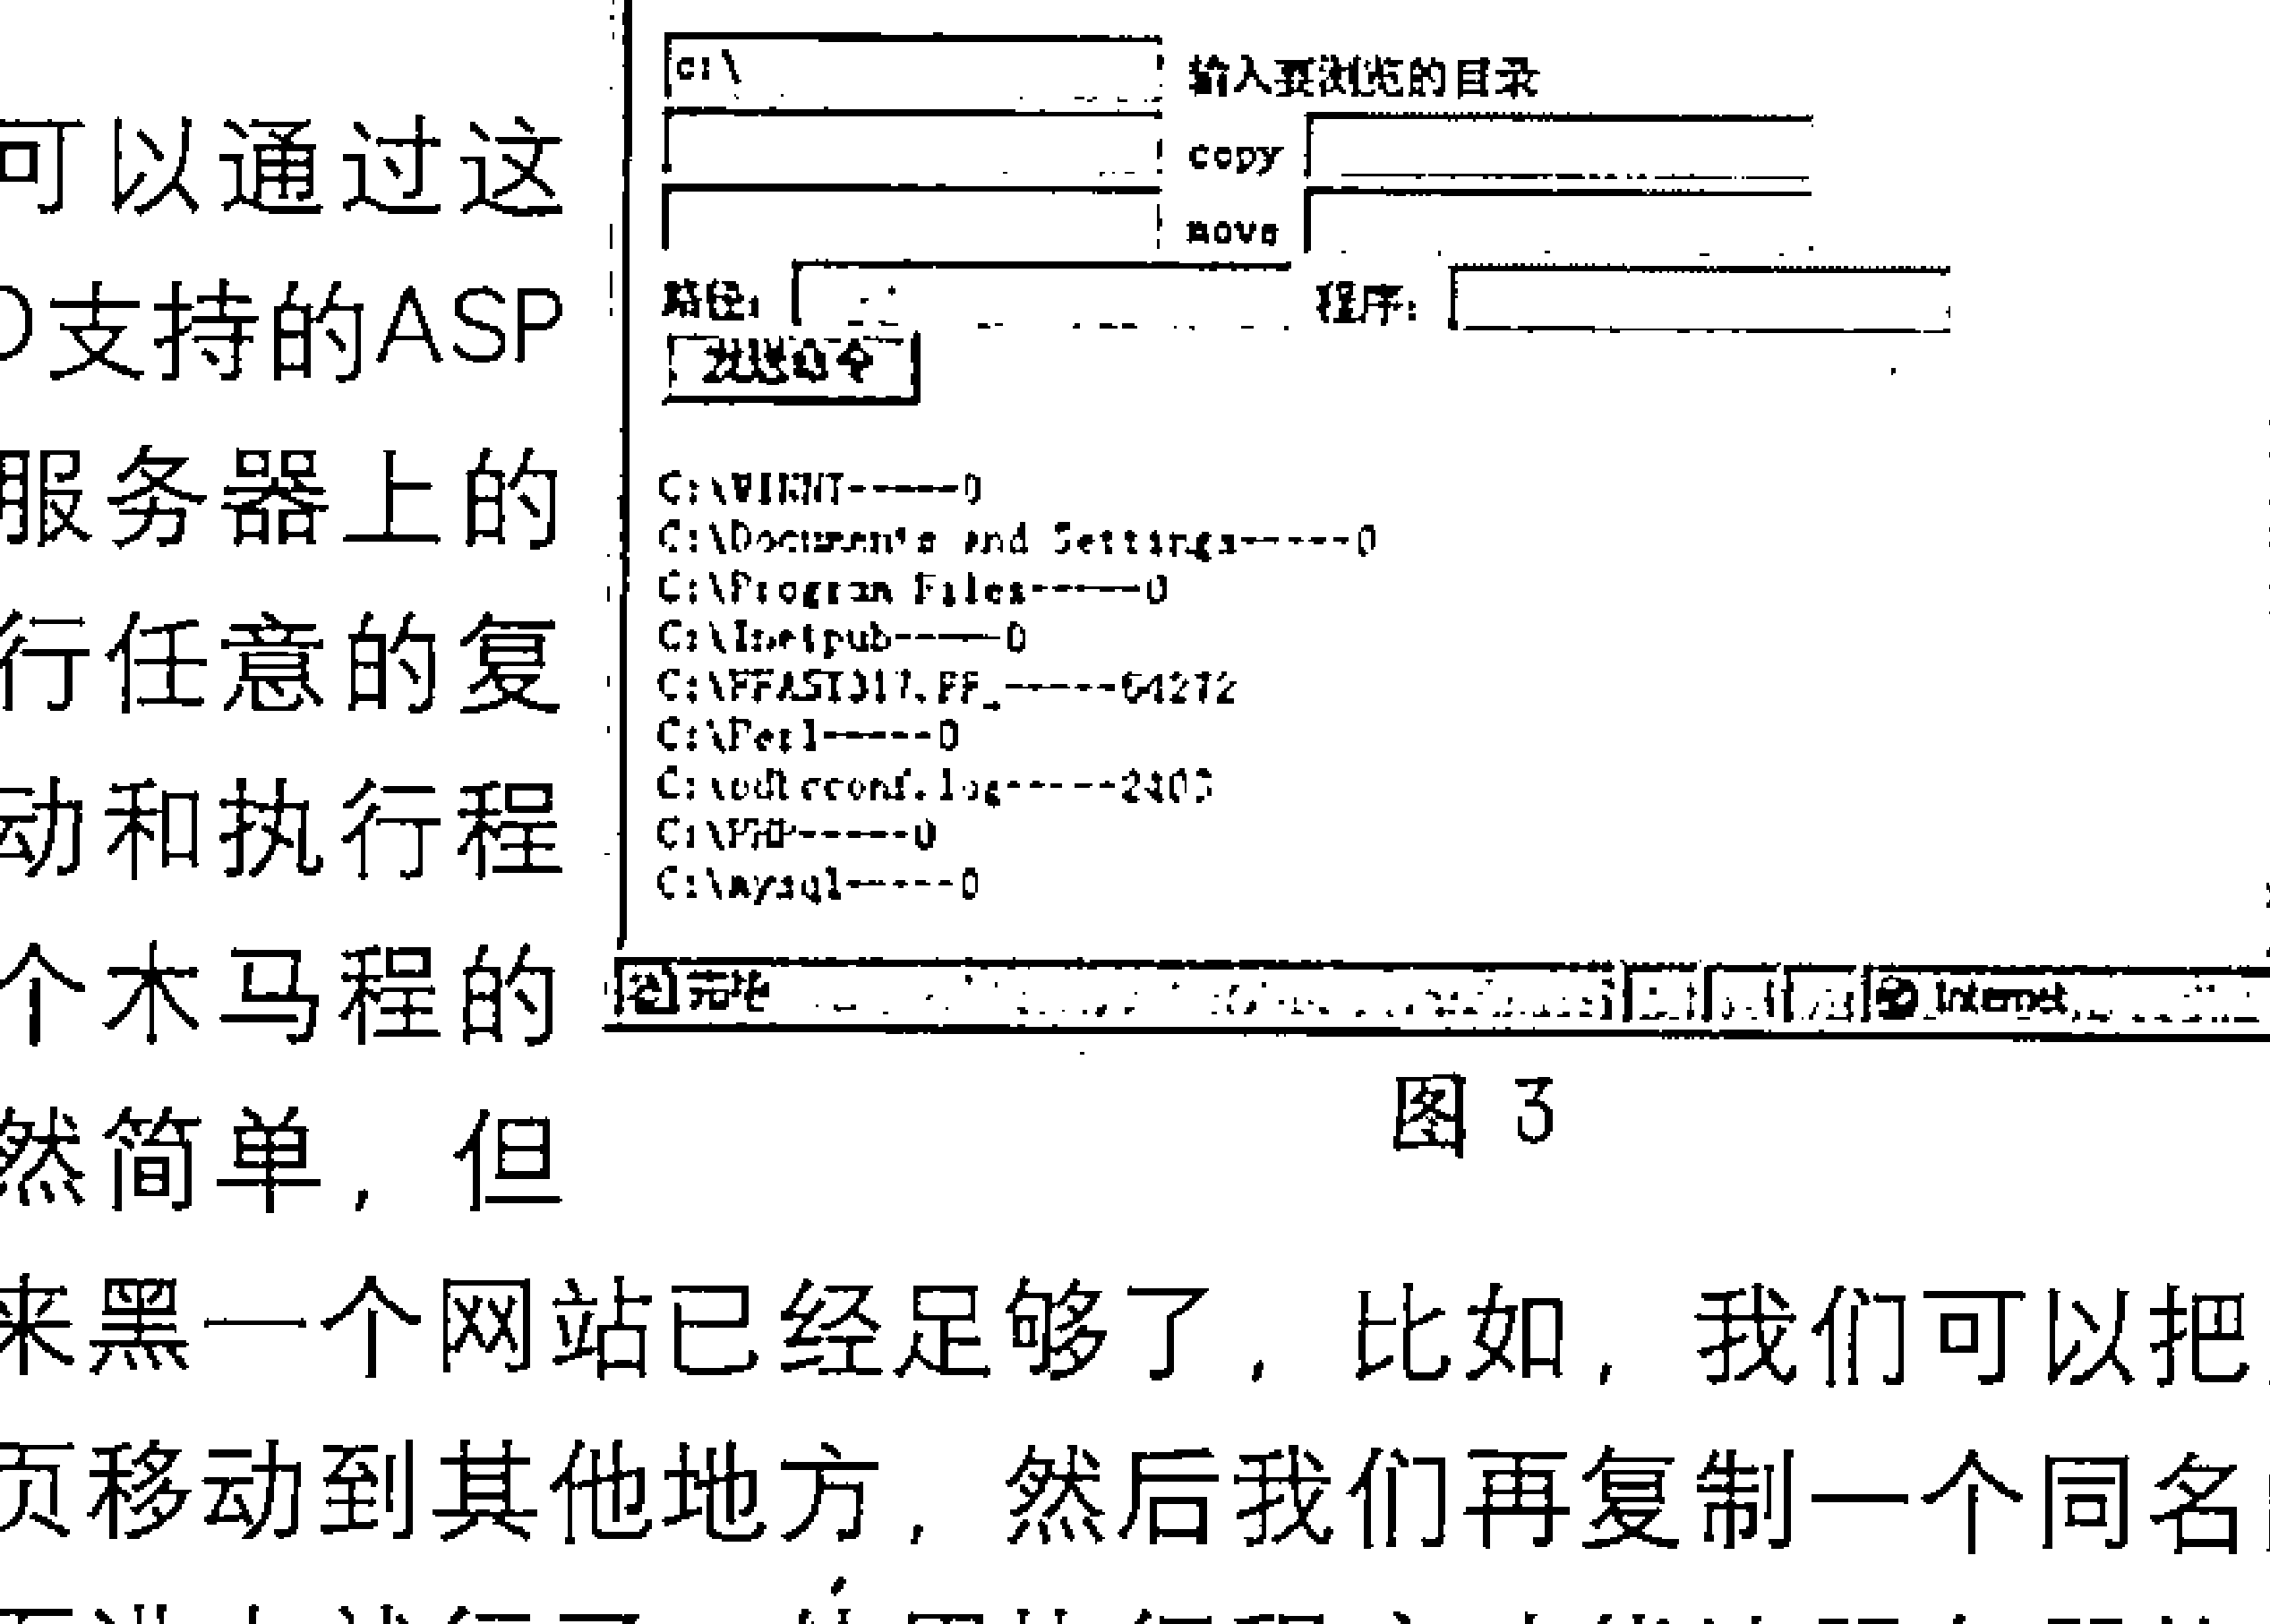 可以通过这
支持的ASP
服务器上的
行任意的复
动和执行程
个木马程的
然简单，但
c:\ 输入要浏览的目录
copy
move
路径： 程序：
发送命令
C:\WINNT-----0
C:\Documents and Settings-----0
C:\Program Files-----0
C:\Inetpub-----0
C:\Perl-----0
C:\PHP-----0
C:\mysql-----0
完毕 Internet
图 3
来黑一个网站已经足够了，比如，我们可以把
页移动到其他地方，然后我们再复制一个同名